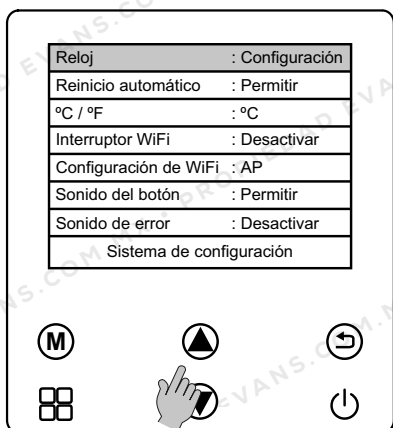 Reloj : Configuración
Reinicio automático : Permitir
ºC / ºF : ºC
Interruptor WiFi : Desactivar
Configuración de WiFi : AP
Sonido del botón : Permitir
Sonido de error : Desactivar
Sistema de configuración
M